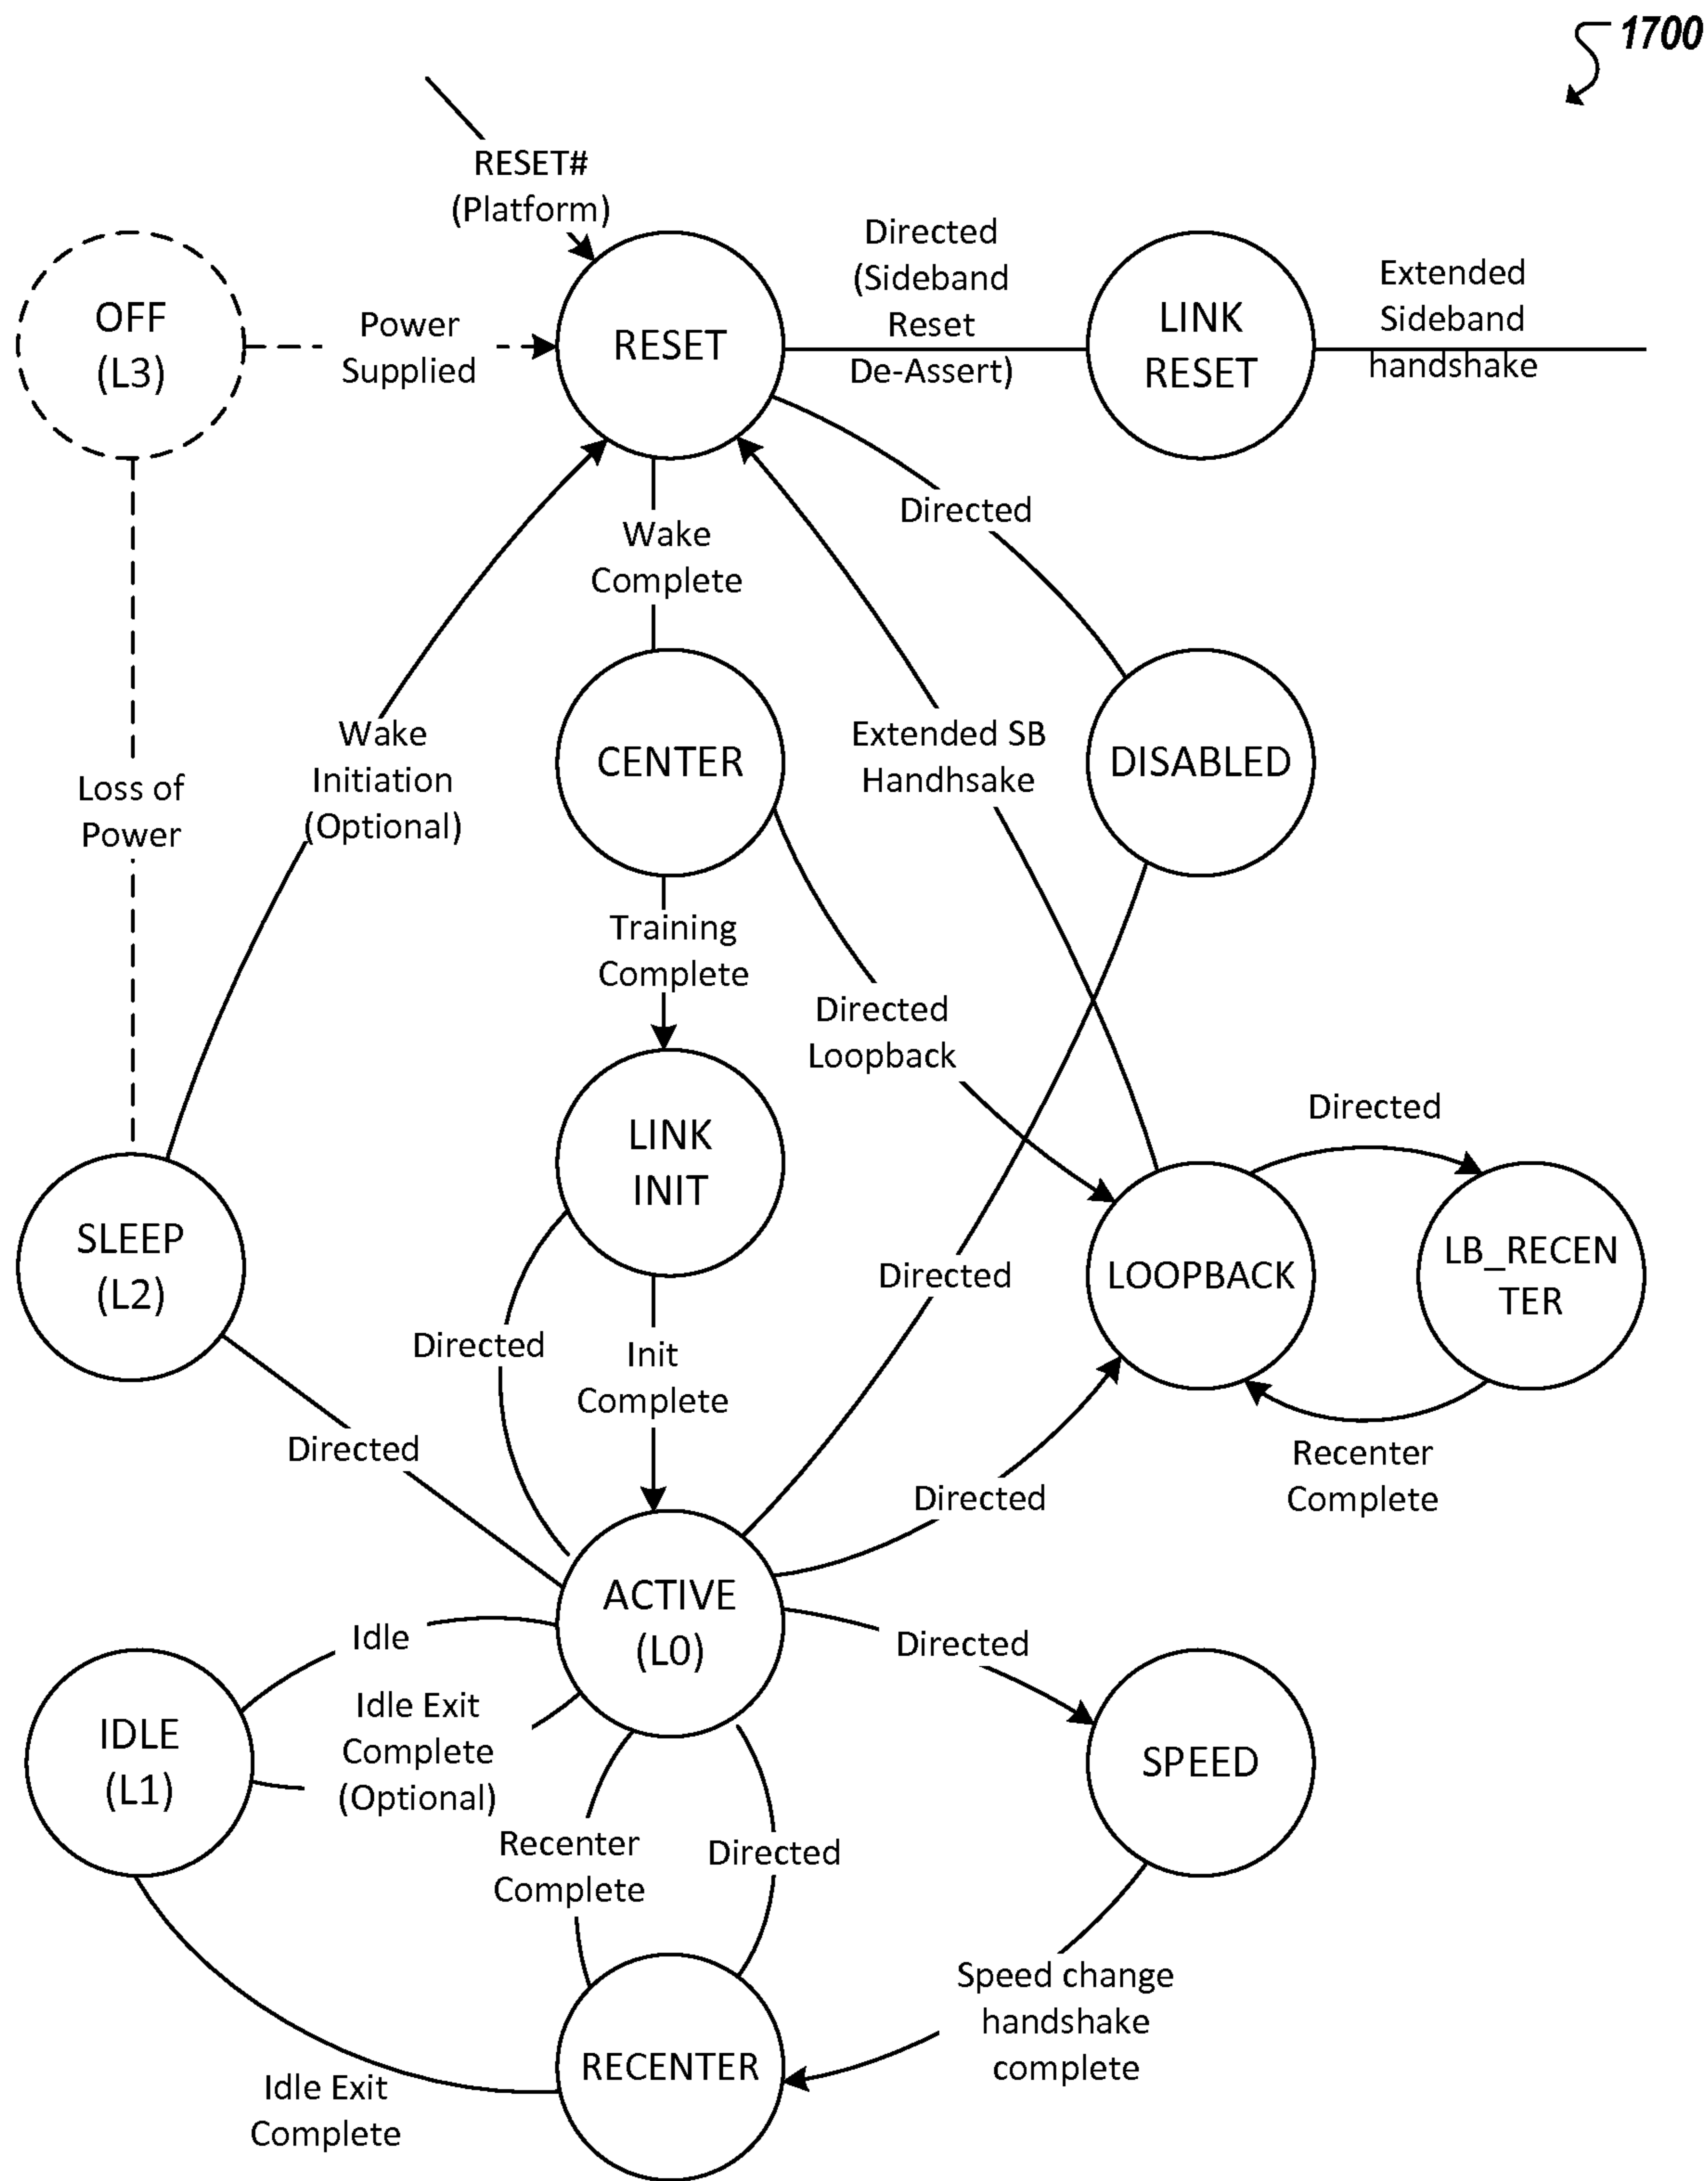 1700
RESET#
(Platform)
OFF
(L3)
Power
Supplied
RESET
Directed
(Sideband
Reset
De-Assert)
LINK
RESET
Extended
Sideband
handshake
Wake
Complete
Directed
Wake
Initiation
(Optional)
Loss of
Power
CENTER
Extended SB
Handhsake
DISABLED
Training
Complete
Directed
Loopback
LINK
INIT
Directed
SLEEP
(L2)
Directed
LOOPBACK
LB_RECEN
TER
Directed
Init
Complete
Directed
Directed
Recenter
Complete
ACTIVE
(L0)
Idle
Directed
IDLE
(L1)
Idle Exit
Complete
(Optional)
SPEED
Recenter
Complete
Directed
Speed change
handshake
complete
RECENTER
Idle Exit
Complete